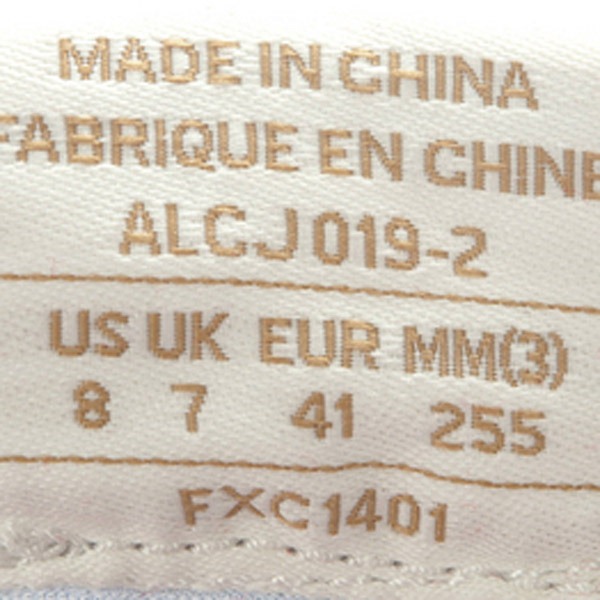 MADE IN CHINA
FABRIQUE EN CHINE
ALCJ019-2
US UK EUR MM(3)
8 7 41 255
FXC1401